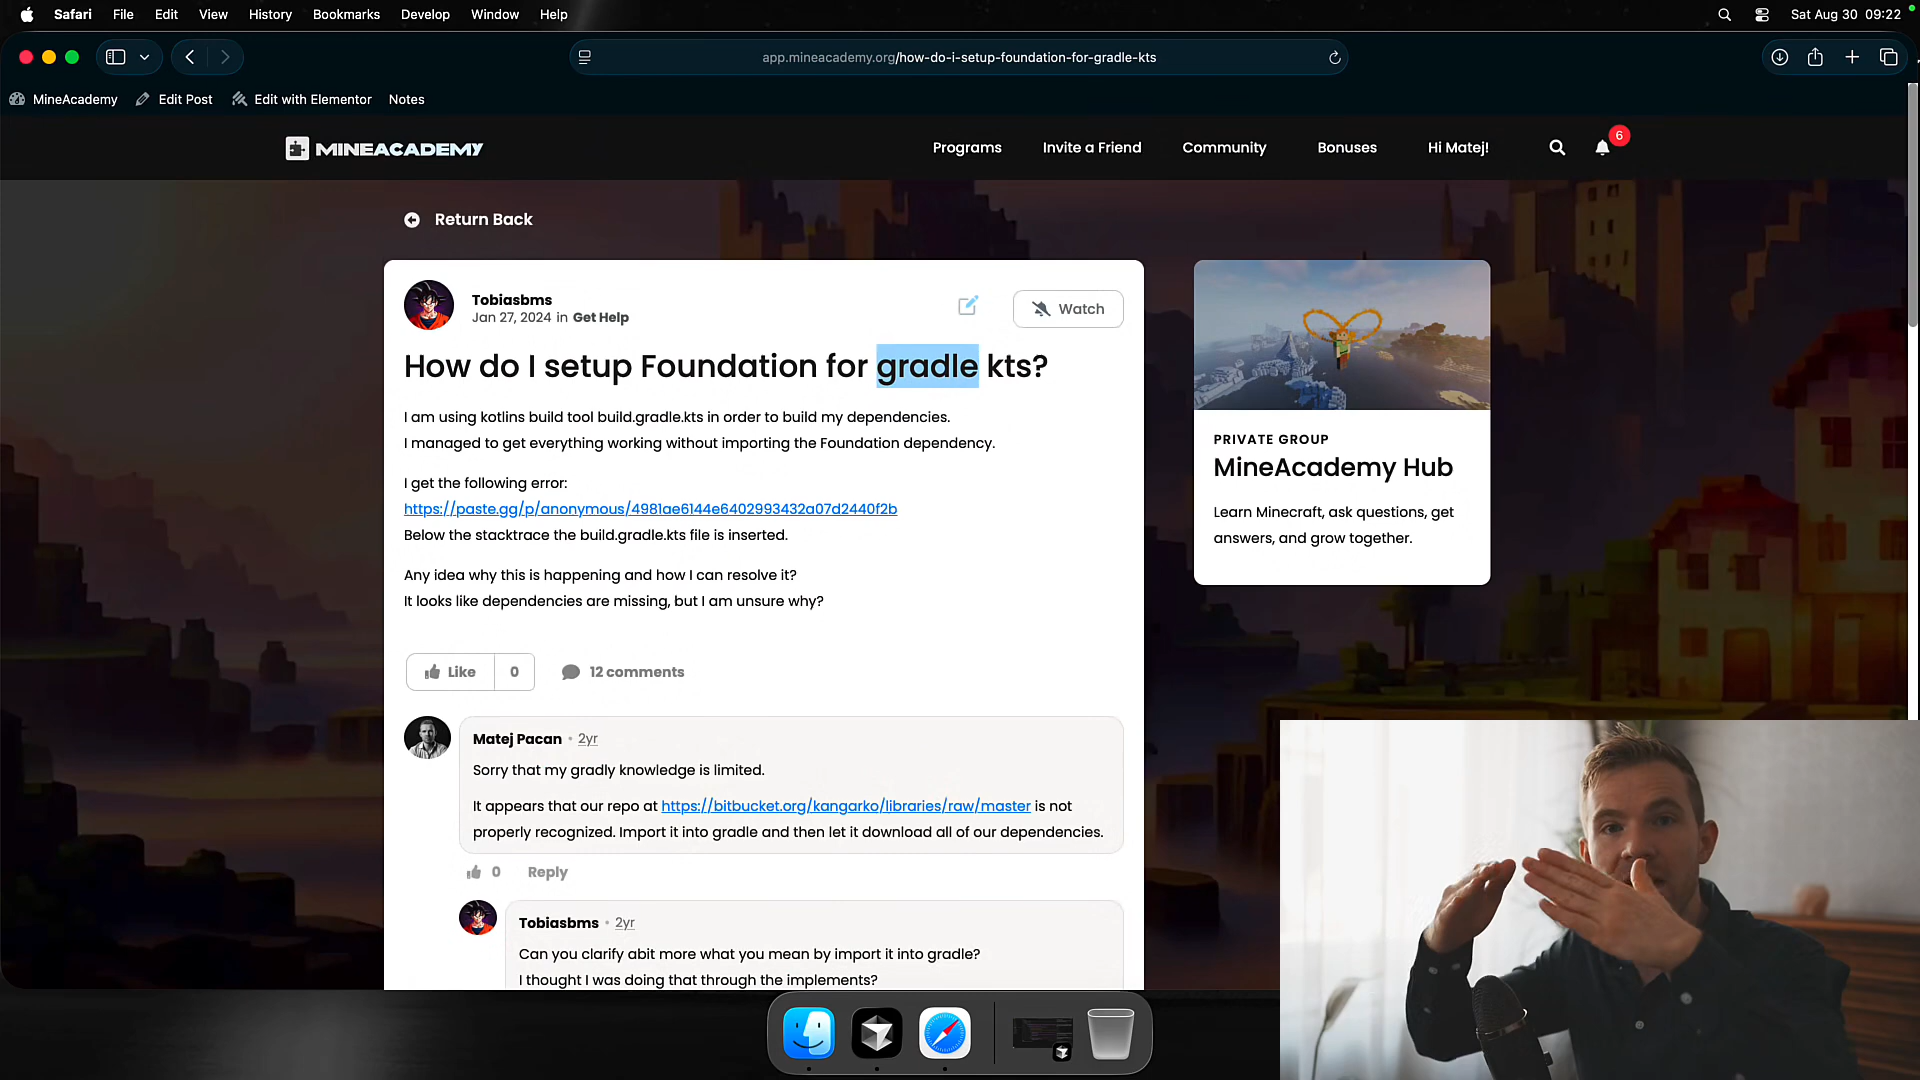 Safari File Edit View History Bookmarks Develop Window Help
Sat Aug 30 09:22
app.mineacademy.org/how-do-i-setup-foundation-for-gradle-kts
MineAcademy Edit Post Edit with Elementor Notes
MINEACADEMY
Programs Invite a Friend Community Bonuses Hi Matej! 6
Return Back
Tobiasbms
Jan 27, 2024 in Get Help
Watch
How do I setup Foundation for gradle kts?
I am using kotlins build tool build.gradle.kts in order to build my dependencies.
I managed to get everything working without importing the Foundation dependency.
I get the following error:
https://paste.gg/p/anonymous/4981ae6144e6402993432a07d2440f2b
Below the stacktrace the build.gradle.kts file is inserted.
Any idea why this is happening and how I can resolve it?
It looks like dependencies are missing, but I am unsure why?
Like 0 12 comments
Matej Pacan • 2yr
Sorry that my gradly knowledge is limited.
It appears that our repo at https://bitbucket.org/kangarko/libraries/raw/master is not
properly recognized. Import it into gradle and then let it download all of our dependencies.
0 Reply
Tobiasbms • 2yr
Can you clarify abit more what you mean by import it into gradle?
I thought I was doing that through the implements?
PRIVATE GROUP
MineAcademy Hub
Learn Minecraft, ask questions, get
answers, and grow together.